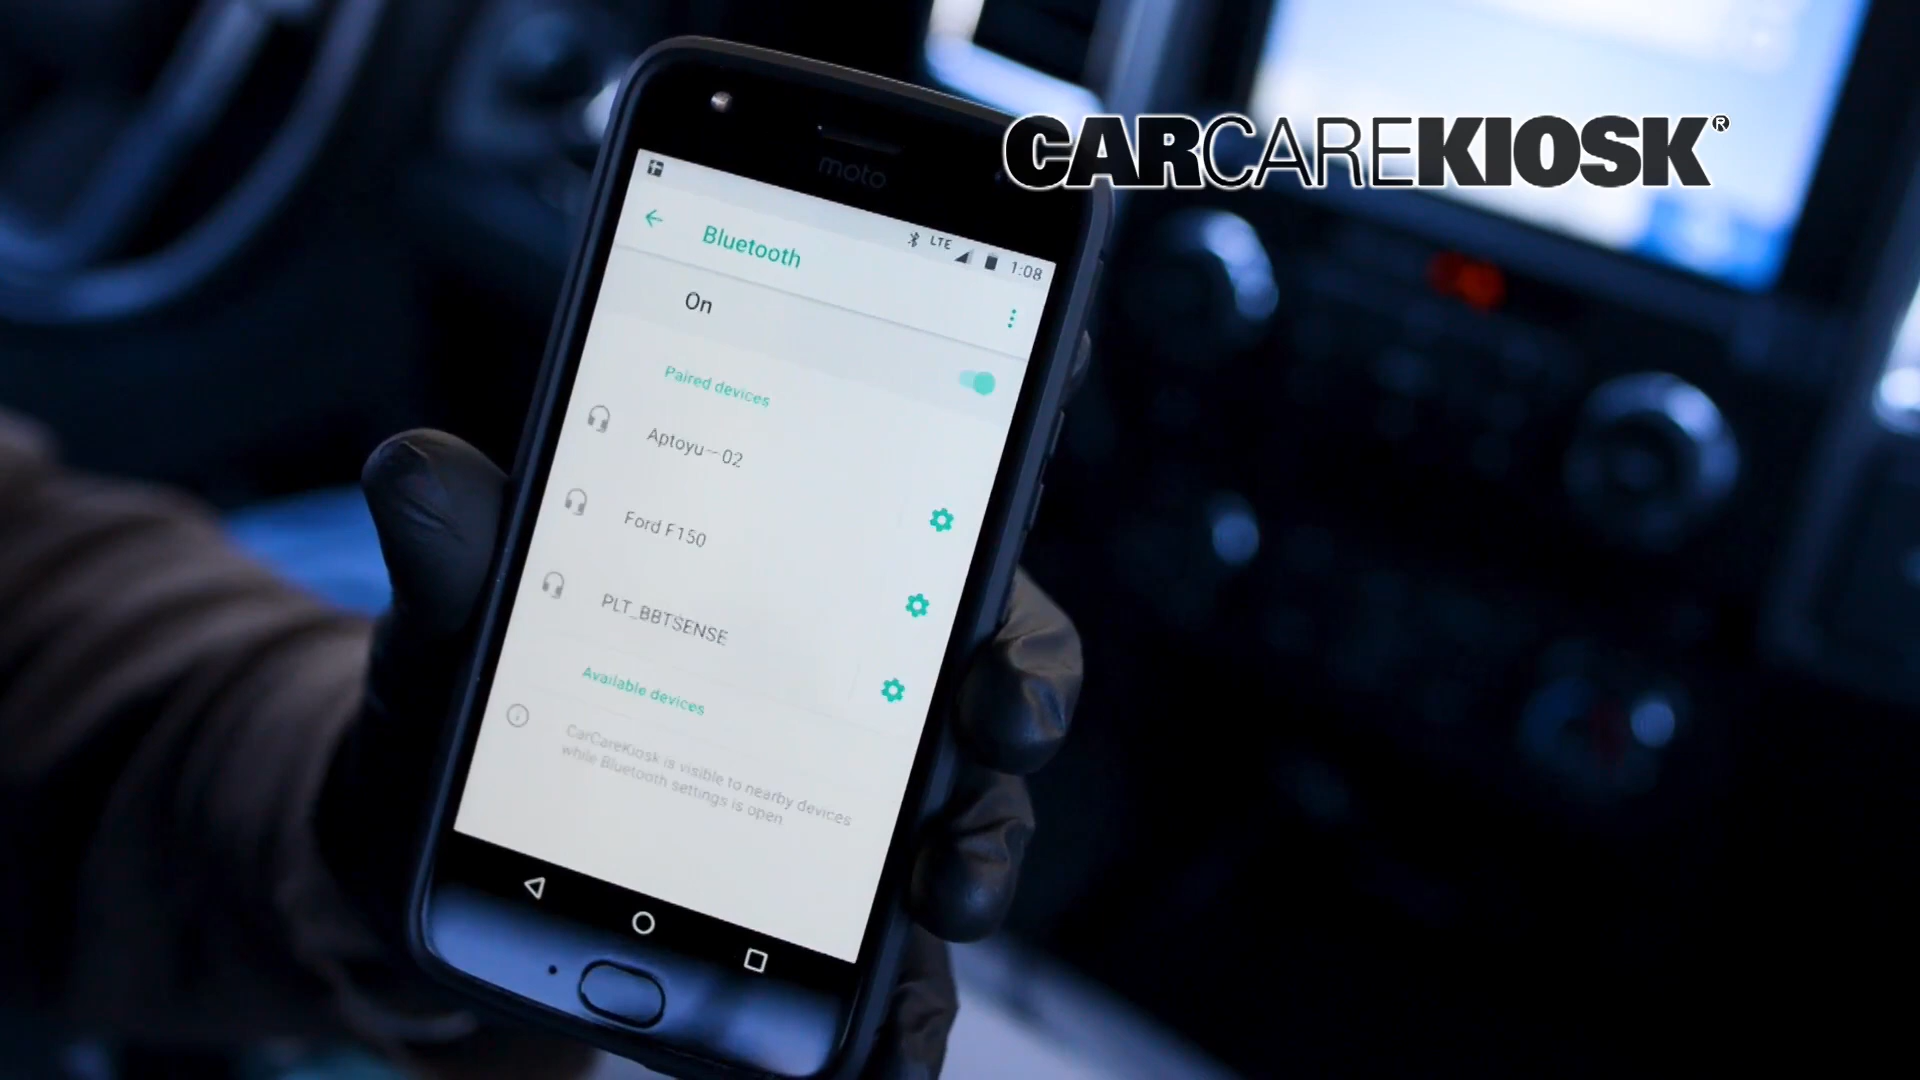 CARCAREKIOSK®
moto
LTE 1:08
Bluetooth
On
Paired devices
Aptoyu--02
Ford F150
PLT_BBTSENSE
Available devices
CarCareKiosk is visible to nearby devices
while Bluetooth settings is open